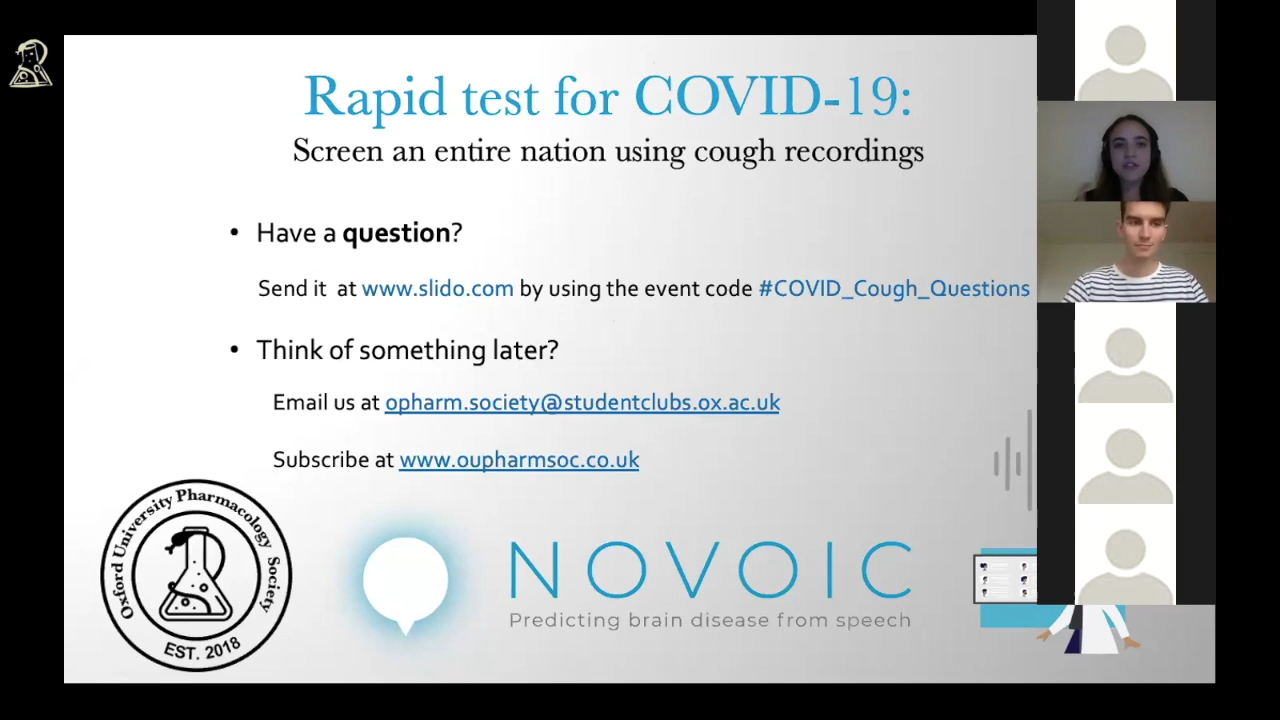 Rapid test for COVID-19:
Screen an entire nation using cough recordings
• Have a question?
Send it at www.slido.com by using the event code #COVID_Cough_Questions
• Think of something later?
Email us at opharm.society@studentclubs.ox.ac.uk
Subscribe at www.oupharmsoc.co.uk
Oxford University Pharmacology Society
EST. 2018
NOVOIC
Predicting brain disease from speech